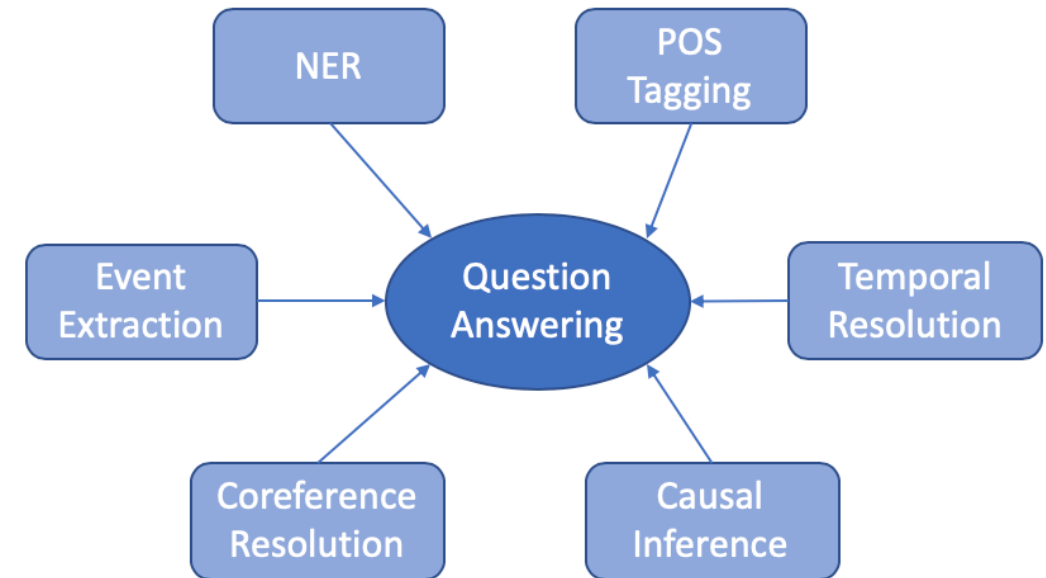 NER
POS
Tagging
Event
Extraction
Question
Answering
Temporal
Resolution
Coreference
Resolution
Causal
Inference